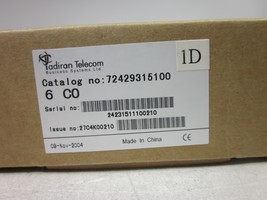 Tadiran Telecom
Business Systems Ltd
1D
Catalog no:72429315100
6 CO
Serial no:
24231511100210
Issue no:2704K00210
09-Nov-2004
Made In China
CE